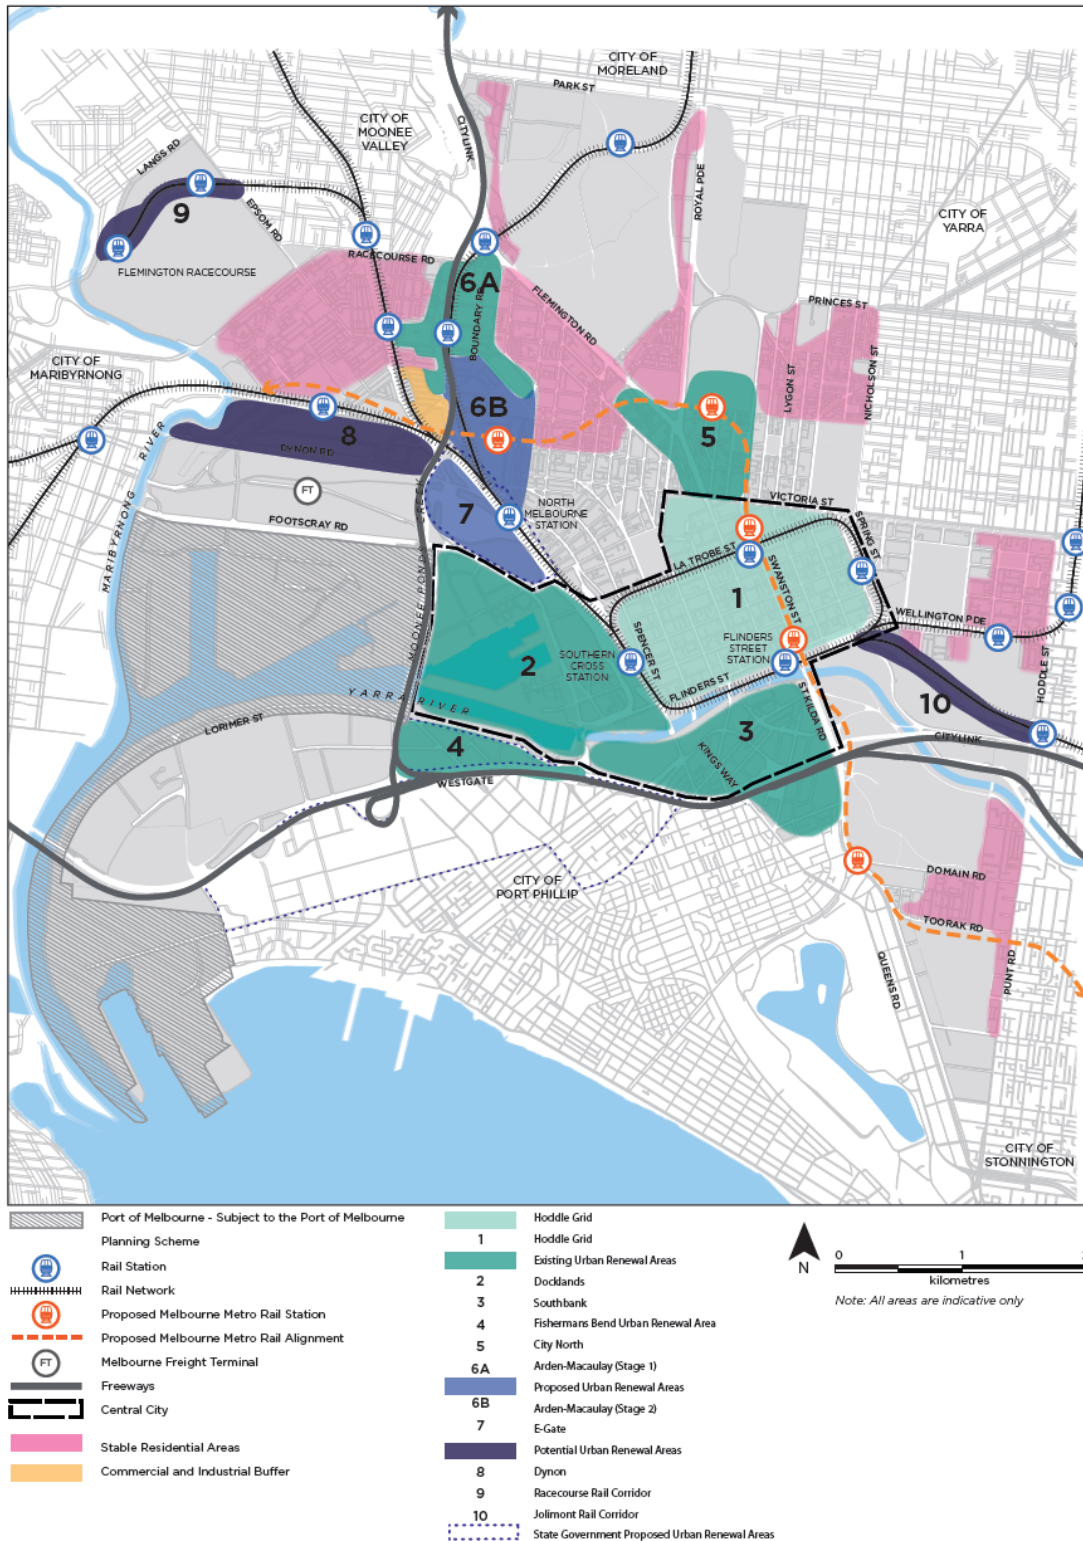 CITY OF
MORELAND
PARK ST
CITY OF
MOONEE
VALLEY
CITYLINK
LANGS RD
ROYAL PDE
9
EPSOM RD
CITY OF
YARRA
FLEMINGTON RACECOURSE
RACECOURSE RD
6A
BOUNDARY RD
FLEMINGTON RD
PRINCES ST
CITY OF
MARIBYRNONG
LYGON ST
NICHOLSON ST
6B
5
8
DYNON RD
MARIBYRNONG RIVER
FT
7
NORTH
MELBOURNE
STATION
VICTORIA ST
SPRING ST
FOOTSCRAY RD
LA TROBE ST
SWANSTON ST
MOONEE PONDS CREEK
1
WELLINGTON PDE
SPENCER ST
FLINDERS
STREET
STATION
HODDLE ST
2
SOUTHERN
CROSS
STATION
FLINDERS ST
ST KILDA RD
YARRA RIVER
10
LORIMER ST
3
CITYLINK
4
KINGS WAY
WESTGATE
CITY OF
PORT PHILLIP
DOMAIN RD
TOORAK RD
QUEENS RD
PUNT RD
CITY OF
STONNINGTON
Port of Melbourne - Subject to the Port of Melbourne
Planning Scheme
Rail Station
Rail Network
Proposed Melbourne Metro Rail Station
Proposed Melbourne Metro Rail Alignment
FT Melbourne Freight Terminal
Freeways
Central City
Stable Residential Areas
Commercial and Industrial Buffer
Hoddle Grid
1 Hoddle Grid
Existing Urban Renewal Areas
2 Docklands
3 Southbank
4 Fishermans Bend Urban Renewal Area
5 City North
6A Arden-Macaulay (Stage 1)
Proposed Urban Renewal Areas
6B Arden-Macaulay (Stage 2)
7 E-Gate
Potential Urban Renewal Areas
8 Dynon
9 Racecourse Rail Corridor
10 Jolimont Rail Corridor
State Government Proposed Urban Renewal Areas
N
0 1
kilometres
Note: All areas are indicative only